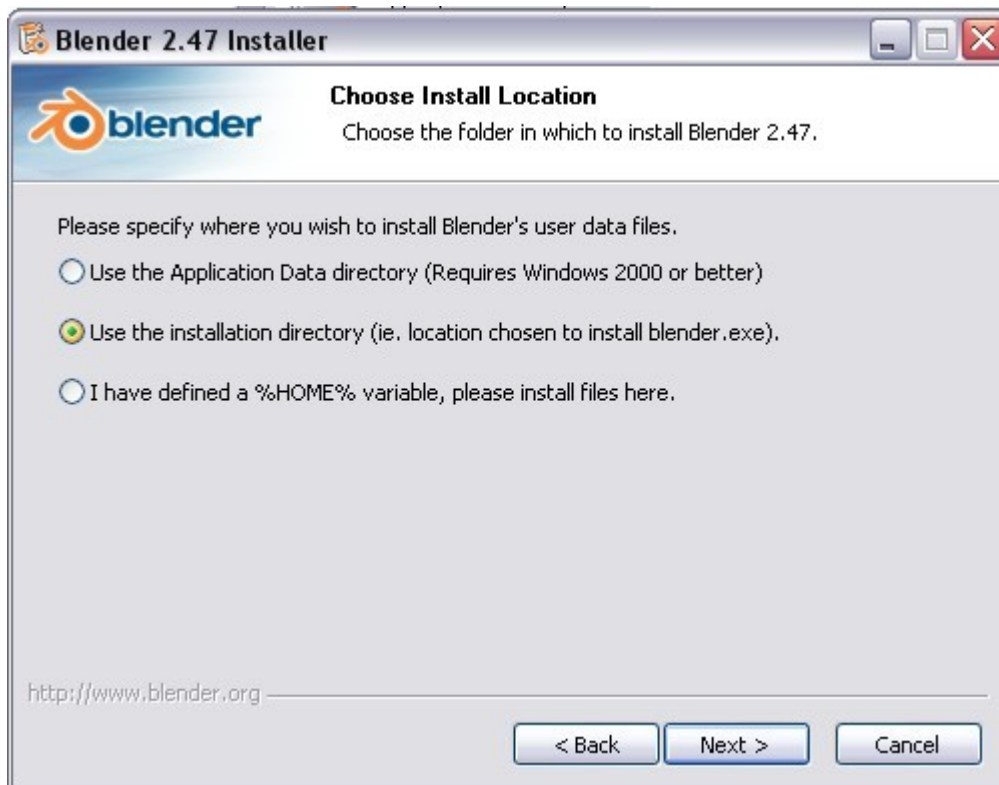 Blender 2.47 Installer
blender
Choose Install Location
Choose the folder in which to install Blender 2.47.
Please specify where you wish to install Blender's user data files.
Use the Application Data directory (Requires Windows 2000 or better)
Use the installation directory (ie. location chosen to install blender.exe).
I have defined a %HOME% variable, please install files here.
http://www.blender.org
< Back Next > Cancel